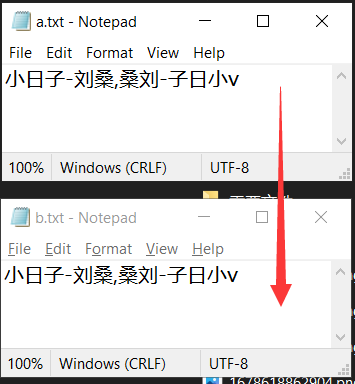 a.txt - Notepad
File Edit Format View Help
小日子-刘桑,桑刘-子日小v
100% Windows (CRLF) UTF-8
b.txt - Notepad
File Edit Format View Help
小日子-刘桑,桑刘-子日小v
100% Windows (CRLF) UTF-8
1678618862904.pn